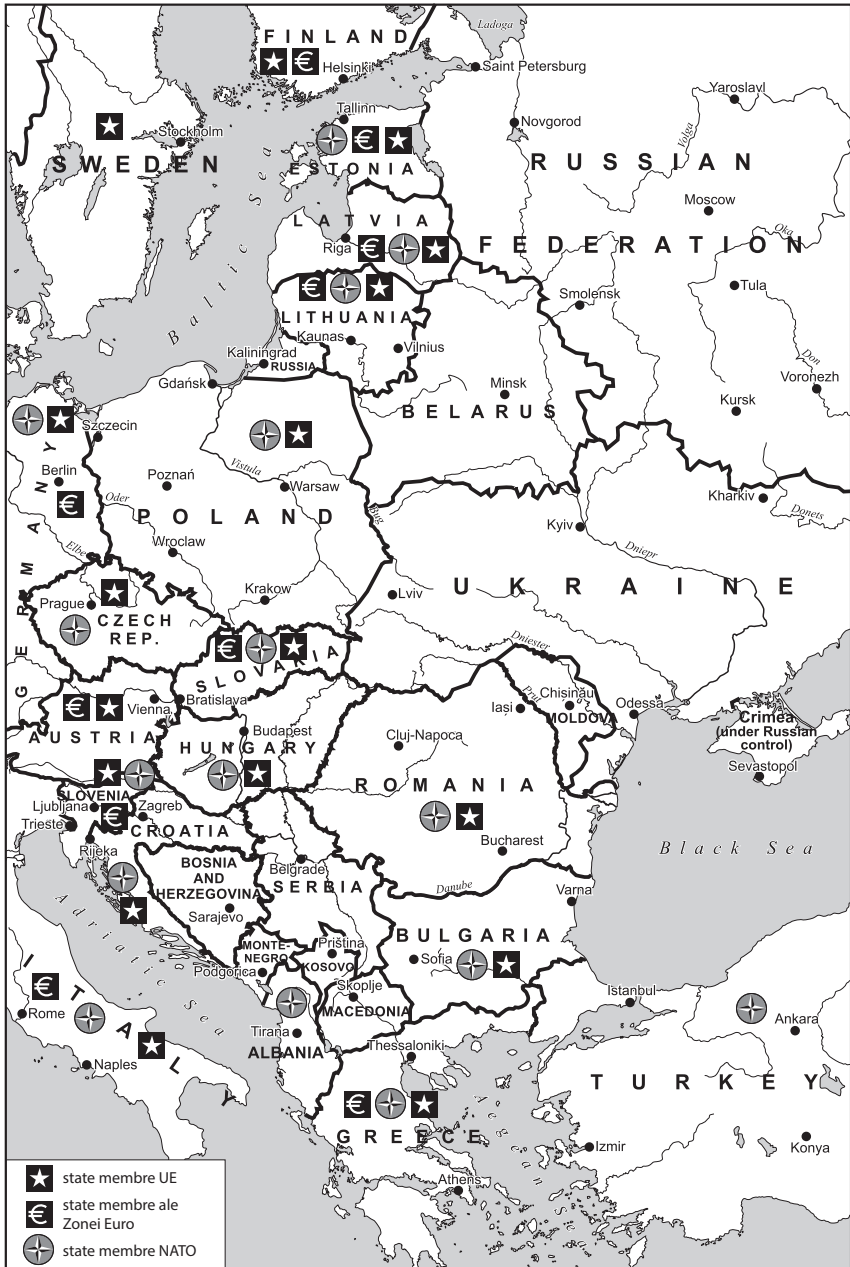 FINLAND
Helsinki
Ladoga
Saint Petersburg
Yaroslavl
Tallinn
Novgorod
Volga
Stockholm
SWEDEN
ESTONIA
RUSSIAN
FEDERATION
Moscow
Baltic Sea
LATVIA
Riga
Oka
Tula
Smolensk
LITHUANIA
Kaunas
Vilnius
Kaliningrad
RUSSIA
Don
Voronezh
Gdańsk
Minsk
BELARUS
Kursk
Szczecin
Berlin
GERMANY
Poznań
Vistula
Warsaw
Oder
POLAND
Bug
Kyiv
Kharkiv
Donets
Dniepr
Wroclaw
Elbe
Krakow
Lviv
UKRAINE
Prague
CZECH
REP.
SLOVAKIA
Dniester
Bratislava
Vienna
AUSTRIA
Budapest
HUNGARY
Iași
Prut
Chișinău
MOLDOVA
Odessa
Crimea
(under Russian
control)
Sevastopol
Cluj-Napoca
ROMANIA
Bucharest
SLOVENIA
Ljubljana
Zagreb
Trieste
CROATIA
Rijeka
BOSNIA
AND
HERZEGOVINA
Sarajevo
Belgrade
SERBIA
Danube
Varna
Black Sea
Adriatic Sea
MONTE-
NEGRO
Podgorica
Priština
KOSOVO
BULGARIA
Sofia
Skoplje
MACEDONIA
ITALY
Rome
Naples
Tirana
ALBANIA
Thessaloniki
Istanbul
Ankara
TURKEY
GREECE
Aegean Sea
Izmir
Konya
Athens
state membre UE
€ state membre ale
Zonei Euro
state membre NATO